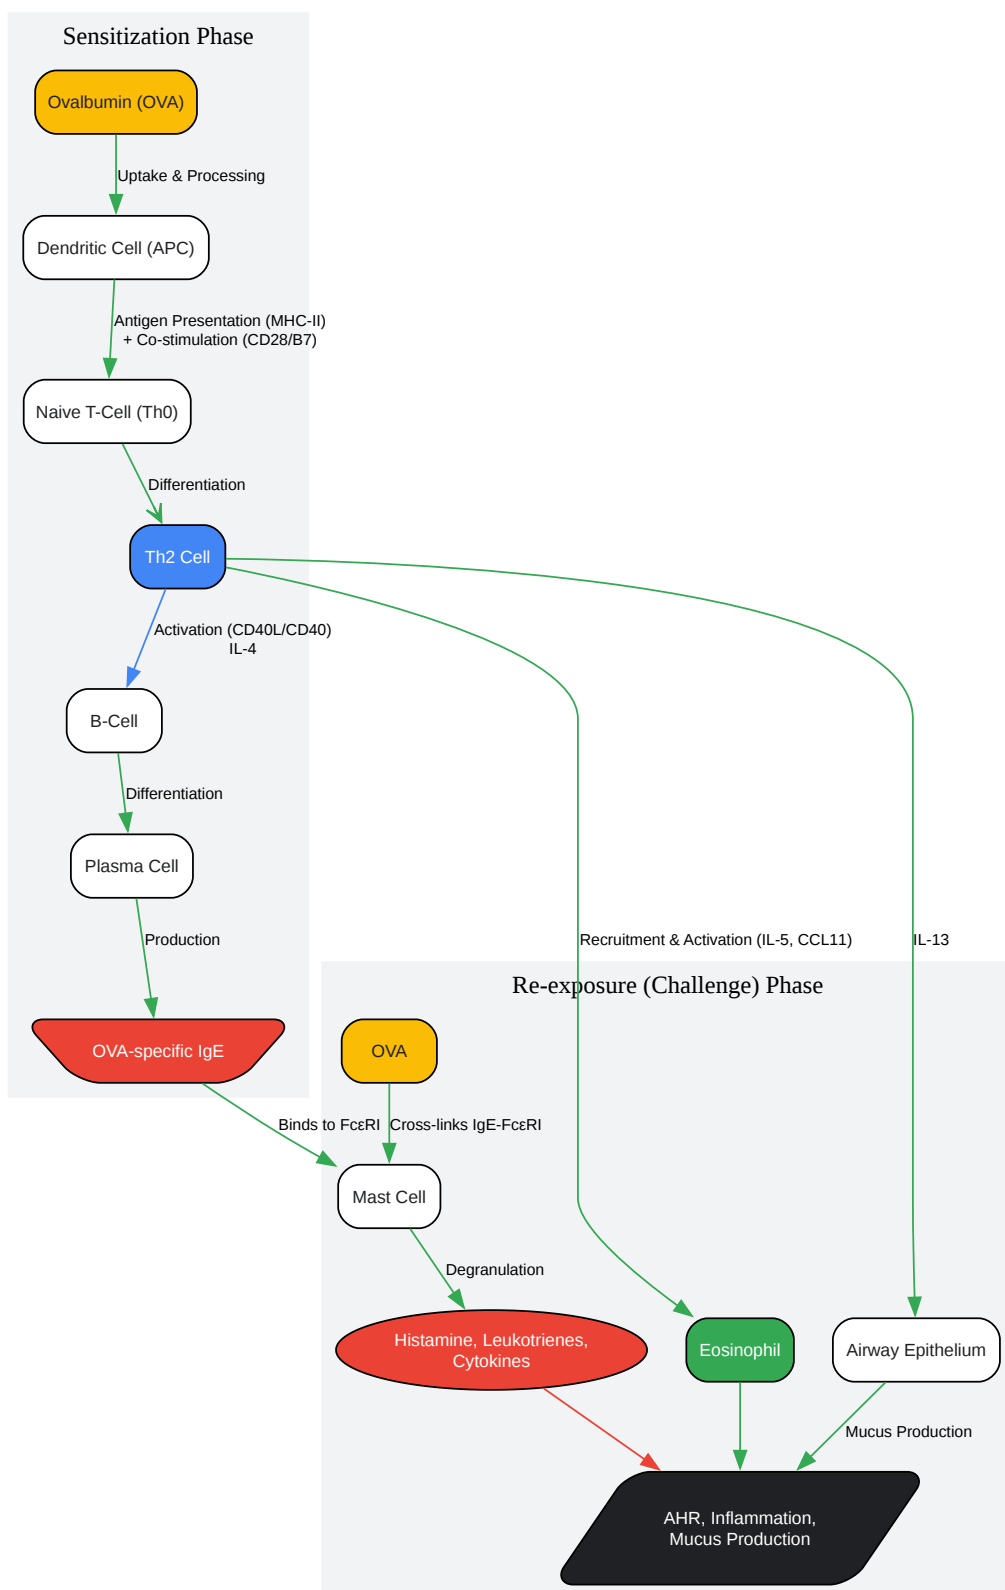 Sensitization Phase
Ovalbumin (OVA)
Uptake & Processing
Dendritic Cell (APC)
Antigen Presentation (MHC-II)
+ Co-stimulation (CD28/B7)
Naive T-Cell (Th0)
Differentiation
Th2 Cell
Activation (CD40L/CD40)
IL-4
B-Cell
Differentiation
Plasma Cell
Production
Recruitment & Activation (IL-5, CCL11)
IL-13
Re-exposure (Challenge) Phase
OVA-specific IgE
OVA
Binds to FcεRI
Cross-links IgE-FcεRI
Mast Cell
Degranulation
Histamine, Leukotrienes,
Cytokines
Eosinophil
Airway Epithelium
Mucus Production
AHR, Inflammation,
Mucus Production